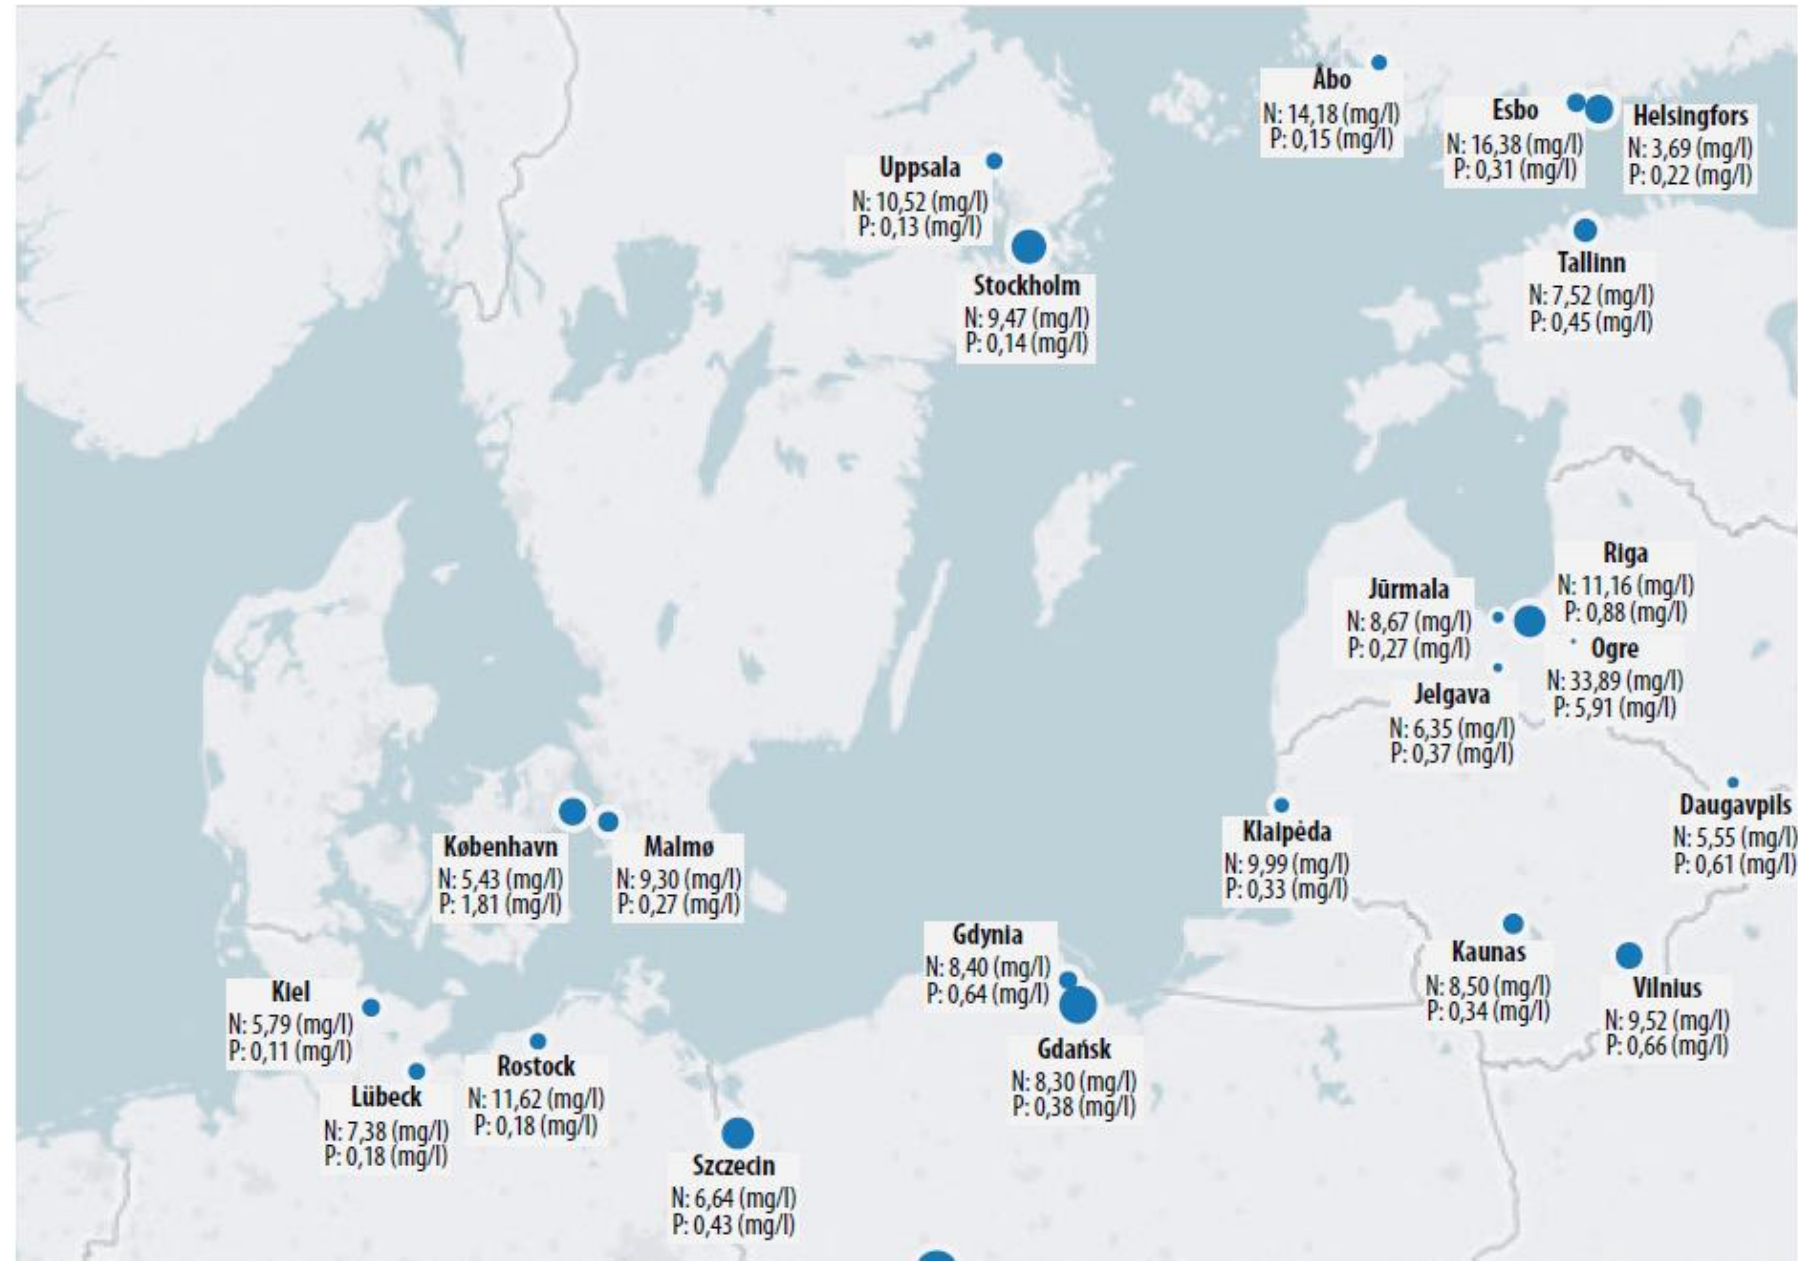 Åbo
N: 14,18 (mg/l)
P: 0,15 (mg/l)
Esbo
N: 16,38 (mg/l)
P: 0,31 (mg/l)
Helsingfors
N: 3,69 (mg/l)
P: 0,22 (mg/l)
Uppsala
N: 10,52 (mg/l)
P: 0,13 (mg/l)
Stockholm
N: 9,47 (mg/l)
P: 0,14 (mg/l)
Tallinn
N: 7,52 (mg/l)
P: 0,45 (mg/l)
Riga
N: 11,16 (mg/l)
P: 0,88 (mg/l)
Jūrmala
N: 8,67 (mg/l)
P: 0,27 (mg/l)
Ogre
N: 33,89 (mg/l)
P: 5,91 (mg/l)
Jelgava
N: 6,35 (mg/l)
P: 0,37 (mg/l)
Daugavpils
N: 5,55 (mg/l)
P: 0,61 (mg/l)
København
N: 5,43 (mg/l)
P: 1,81 (mg/l)
Malmø
N: 9,30 (mg/l)
P: 0,27 (mg/l)
Klaipėda
N: 9,99 (mg/l)
P: 0,33 (mg/l)
Gdynia
N: 8,40 (mg/l)
P: 0,64 (mg/l)
Kaunas
N: 8,50 (mg/l)
P: 0,34 (mg/l)
Vilnius
N: 9,52 (mg/l)
P: 0,66 (mg/l)
Kiel
N: 5,79 (mg/l)
P: 0,11 (mg/l)
Gdańsk
N: 8,30 (mg/l)
P: 0,38 (mg/l)
Rostock
N: 11,62 (mg/l)
P: 0,18 (mg/l)
Lübeck
N: 7,38 (mg/l)
P: 0,18 (mg/l)
Szczecin
N: 6,64 (mg/l)
P: 0,43 (mg/l)